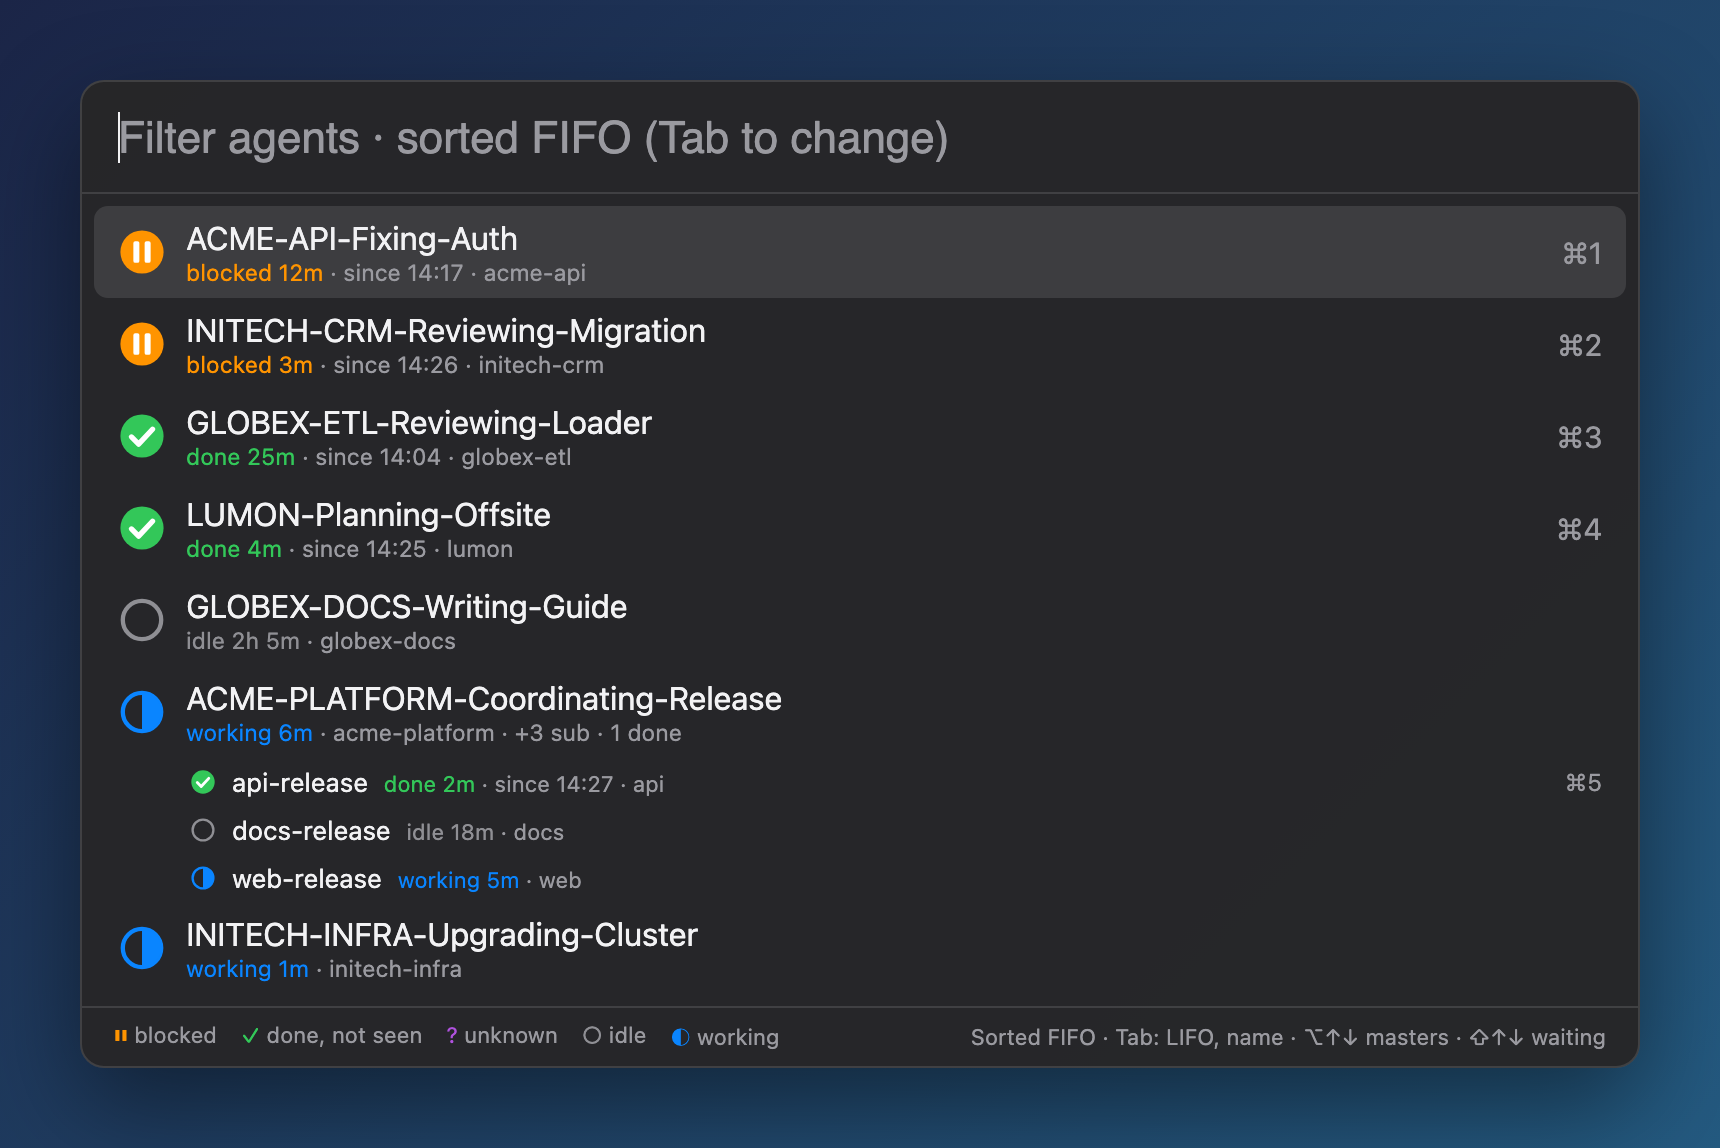 Filter agents · sorted FIFO (Tab to change)
ACME-API-Fixing-Auth
blocked 12m · since 14:17 · acme-api
⌘1
INITECH-CRM-Reviewing-Migration
blocked 3m · since 14:26 · initech-crm
⌘2
GLOBEX-ETL-Reviewing-Loader
done 25m · since 14:04 · globex-etl
⌘3
LUMON-Planning-Offsite
done 4m · since 14:25 · lumon
⌘4
GLOBEX-DOCS-Writing-Guide
idle 2h 5m · globex-docs
ACME-PLATFORM-Coordinating-Release
working 6m · acme-platform · +3 sub · 1 done
api-release done 2m · since 14:27 · api ⌘5
docs-release idle 18m · docs
web-release working 5m · web
INITECH-INFRA-Upgrading-Cluster
working 1m · initech-infra
blocked ✓ done, not seen ? unknown idle working Sorted FIFO · Tab: LIFO, name · ⌥↑↓ masters · ⇧↑↓ waiting